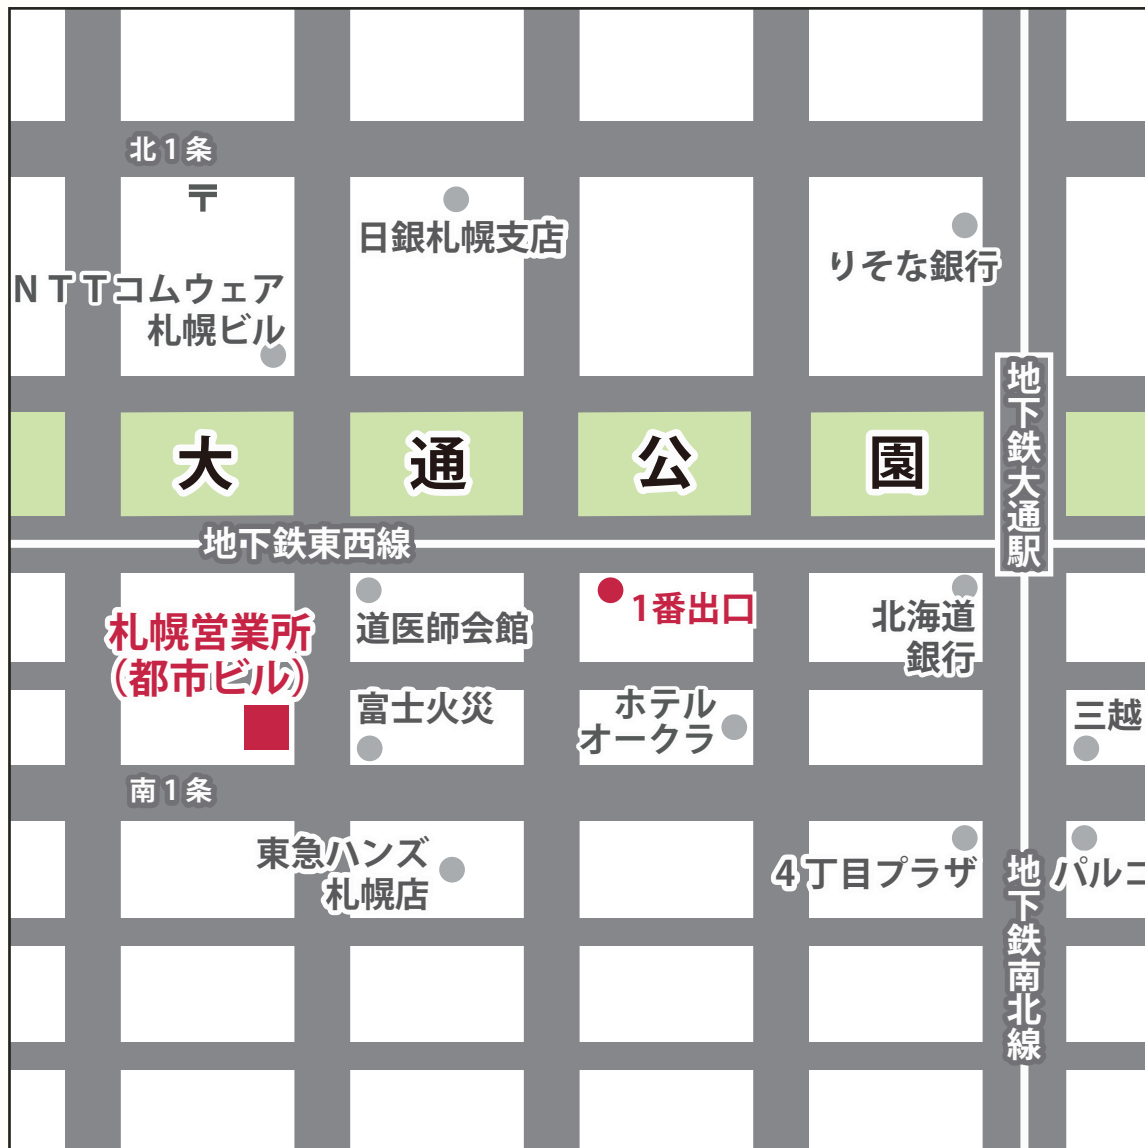 北１条
〒
日銀札幌支店
りそな銀行
ＮＴＴコムウェア
札幌ビル
地下鉄大通駅
大通公園
地下鉄東西線
札幌営業所
（都市ビル）
道医師会館
1番出口
北海道
銀行
富士火災
ホテル
オークラ
三越
南１条
東急ハンズ
札幌店
４丁目プラザ
地下鉄南北線
パルコ